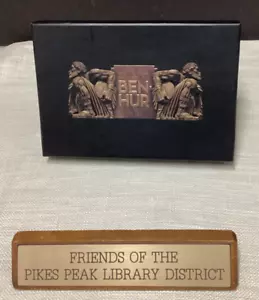 BEN
HUR
FRIENDS OF THE
PIKES PEAK LIBRARY DISTRICT